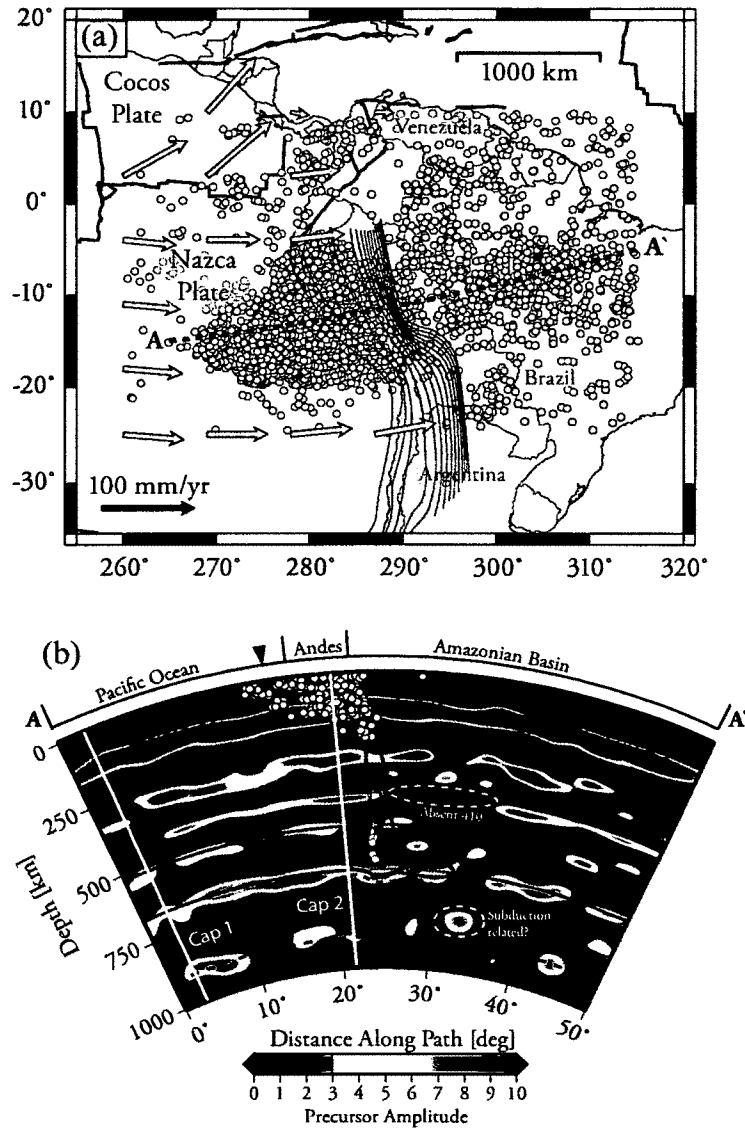 (a)
Cocos
Plate
1000 km
Venezuela
Nazca
Plate
A
A'
Brazil
Argentina
100 mm/yr
20°
10°
0°
-10°
-20°
-30°
260°
270°
280°
290°
300°
310°
320°
(b)
Pacific Ocean
Andes
Amazonian Basin
A
A'
0
250
500
750
1000
Depth [km]
Absent 410
Cap 1
Cap 2
Subduction
related?
0°
10°
20°
30°
40°
50°
Distance Along Path [deg]
0 1 2 3 4 5 6 7 8 9 10
Precursor Amplitude